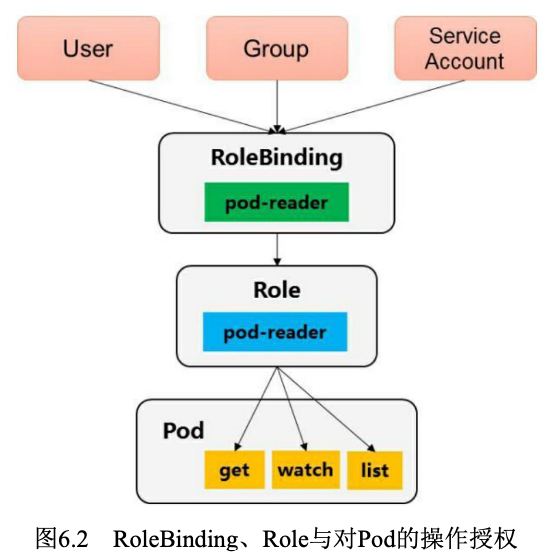 User
Group
Service
Account
RoleBinding
pod-reader
Role
pod-reader
Pod
get
watch
list
图6.2 RoleBinding、Role与对Pod的操作授权